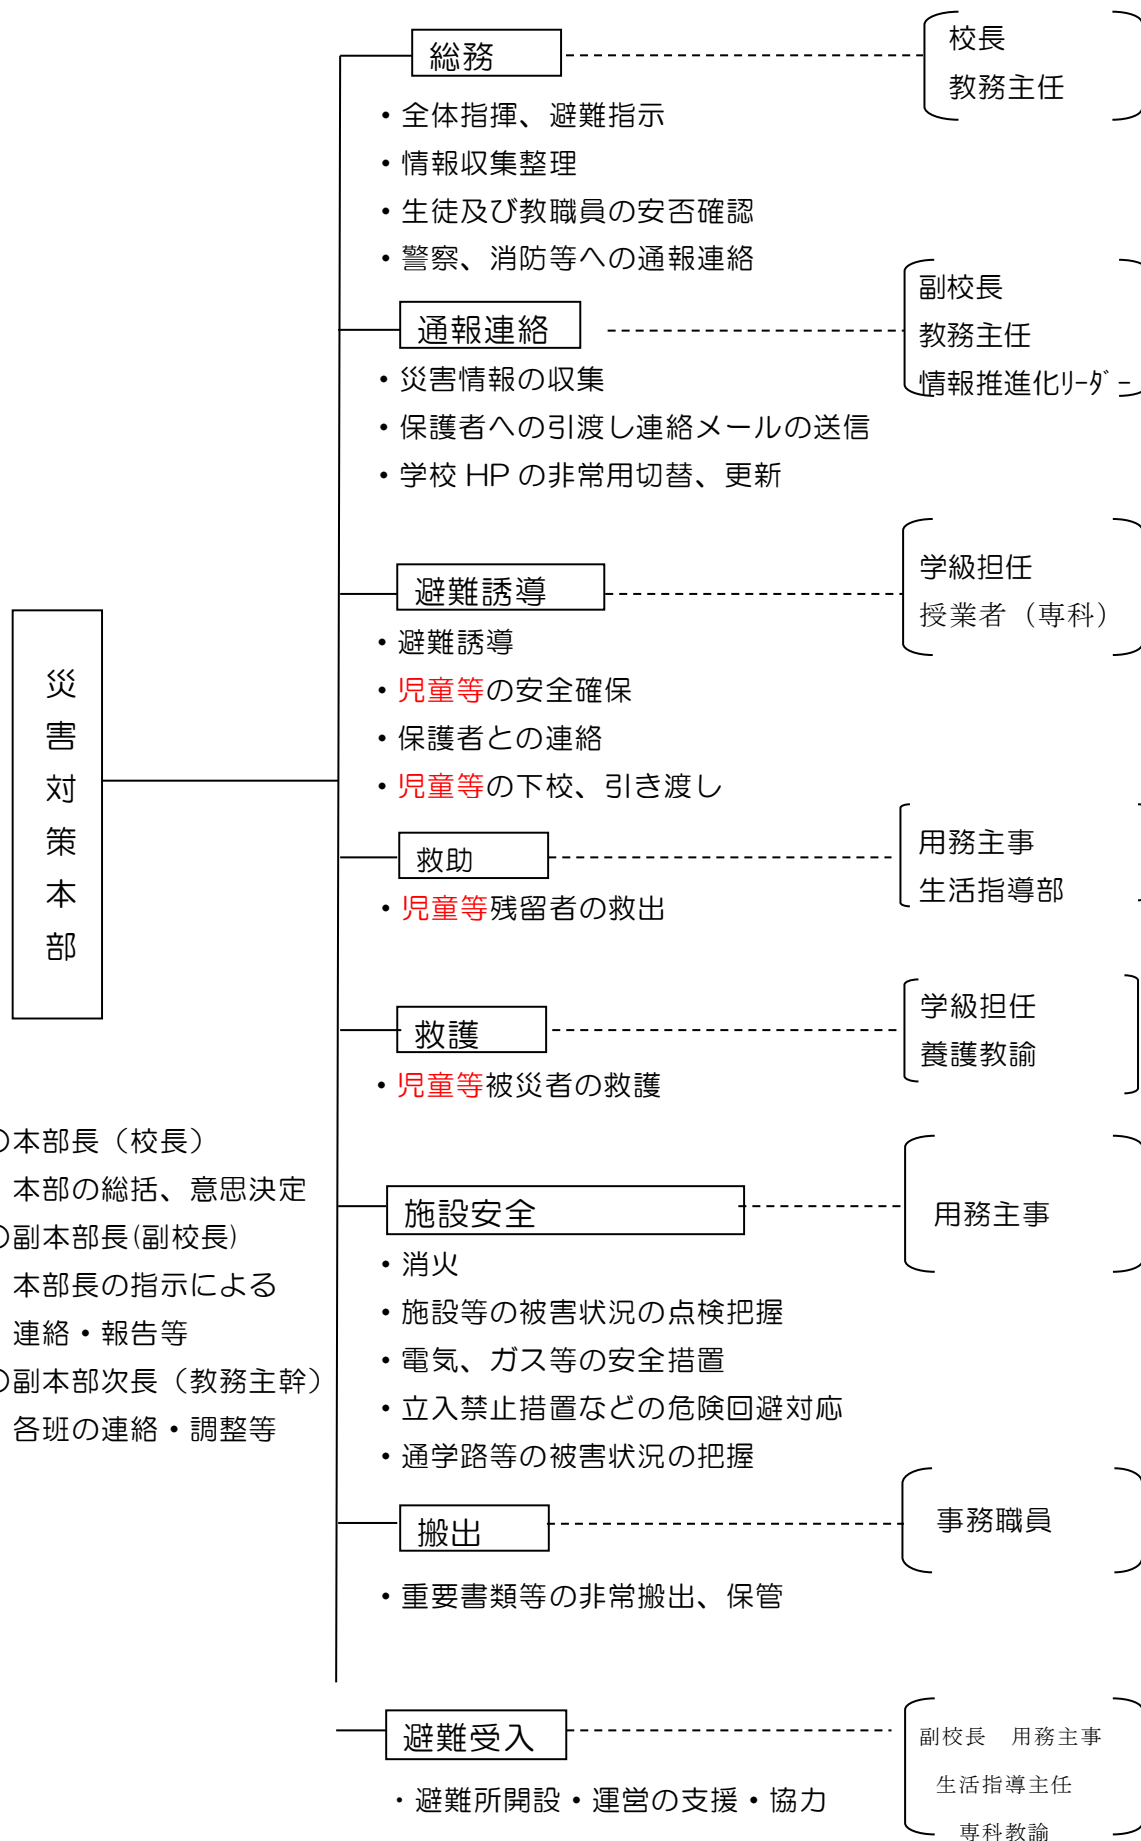 総務
校長
教務主任
・全体指揮、避難指示
・情報収集整理
・生徒及び教職員の安否確認
・警察、消防等への通報連絡
通報連絡
副校長
教務主任
情報推進化ﾘｰﾀﾞｰ
・災害情報の収集
・保護者への引渡し連絡メールの送信
・学校 HP の非常用切替、更新
避難誘導
学級担任
授業者（専科）
・避難誘導
・児童等の安全確保
・保護者との連絡
・児童等の下校、引き渡し
災害対策本部
救助
用務主事
生活指導部
・児童等残留者の救出
救護
学級担任
養護教諭
・児童等被災者の救護
○本部長（校長）
本部の総括、意思決定
○副本部長(副校長)
本部長の指示による
連絡・報告等
○副本部次長（教務主幹）
各班の連絡・調整等
施設安全
用務主事
・消火
・施設等の被害状況の点検把握
・電気、ガス等の安全措置
・立入禁止措置などの危険回避対応
・通学路等の被害状況の把握
搬出
事務職員
・重要書類等の非常搬出、保管
避難受入
副校長　用務主事
生活指導主任
専科教諭
・避難所開設・運営の支援・協力